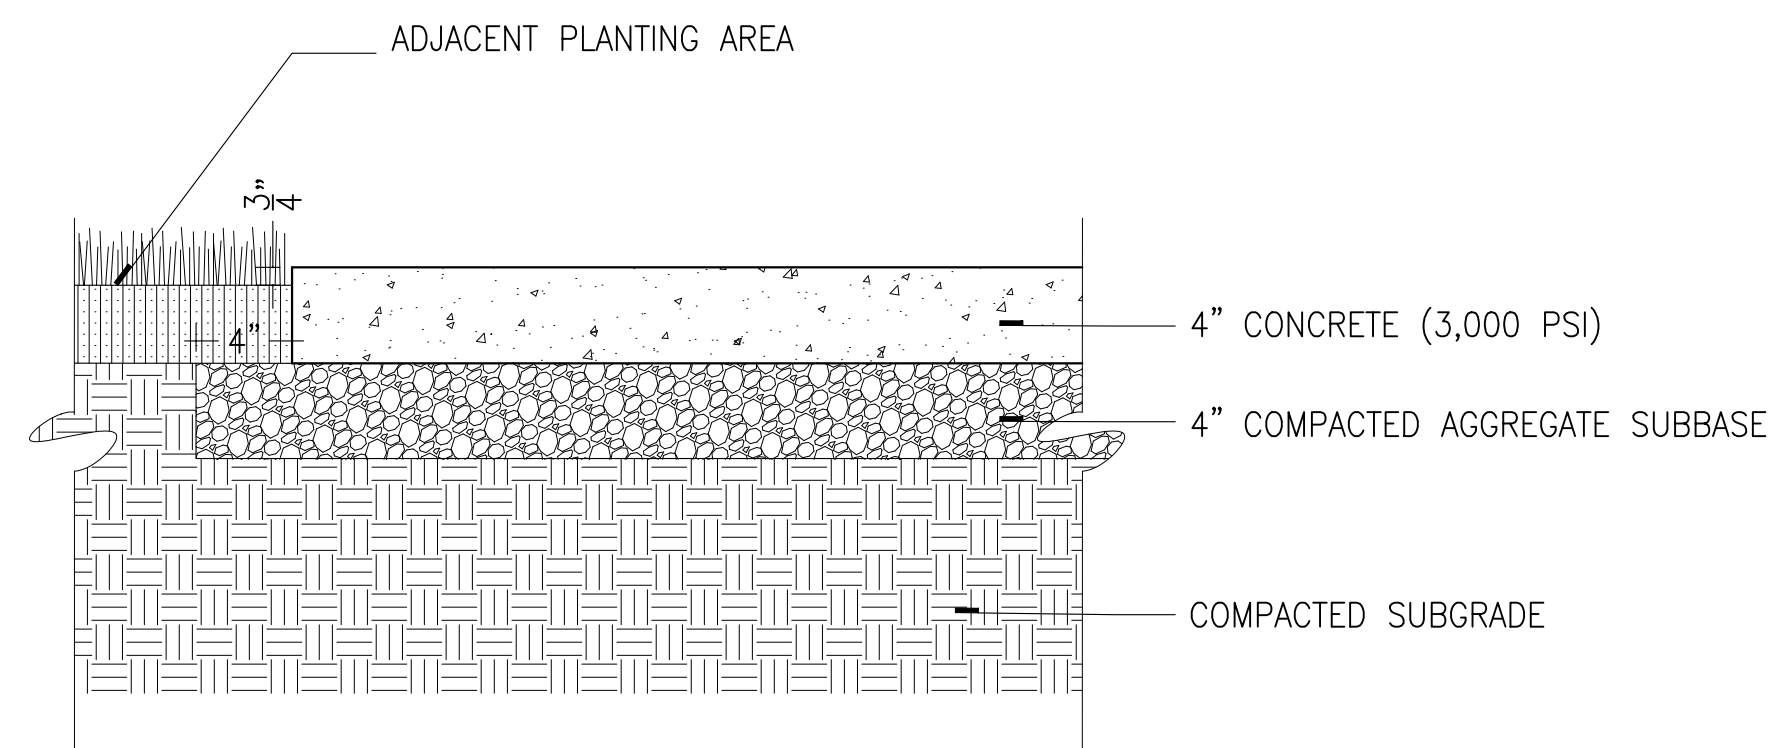 ADJACENT PLANTING AREA
3/4”
4”
4” CONCRETE (3,000 PSI)
4” COMPACTED AGGREGATE SUBBASE
COMPACTED SUBGRADE